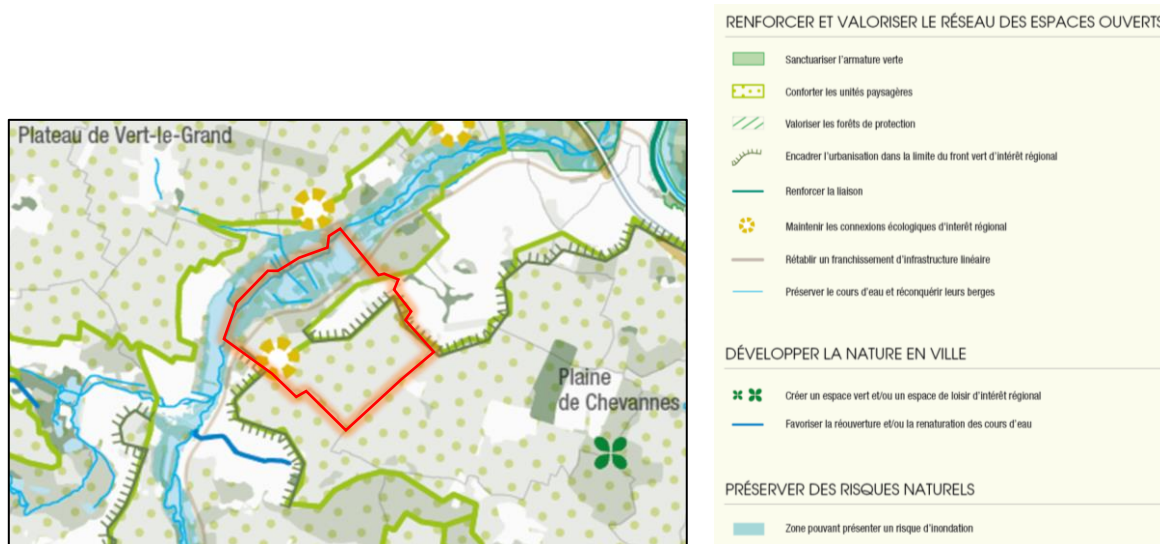 Plateau de Vert-le-Grand
Plaine
de Chevannes
RENFORCER ET VALORISER LE RÉSEAU DES ESPACES OUVERTS
Sanctuariser l'armature verte
Conforter les unités paysagères
Valoriser les forêts de protection
Encadrer l'urbanisation dans la limite du front vert d'intérêt régional
Renforcer la liaison
Maintenir les connexions écologiques d'intérêt régional
Rétablir un franchissement d'infrastructure linéaire
Préserver le cours d'eau et réconquérir leurs berges
DÉVELOPPER LA NATURE EN VILLE
Créer un espace vert et/ou un espace de loisir d'intérêt régional
Favoriser la réouverture et/ou la renaturation des cours d'eau
PRÉSERVER DES RISQUES NATURELS
Zone pouvant présenter un risque d'inondation